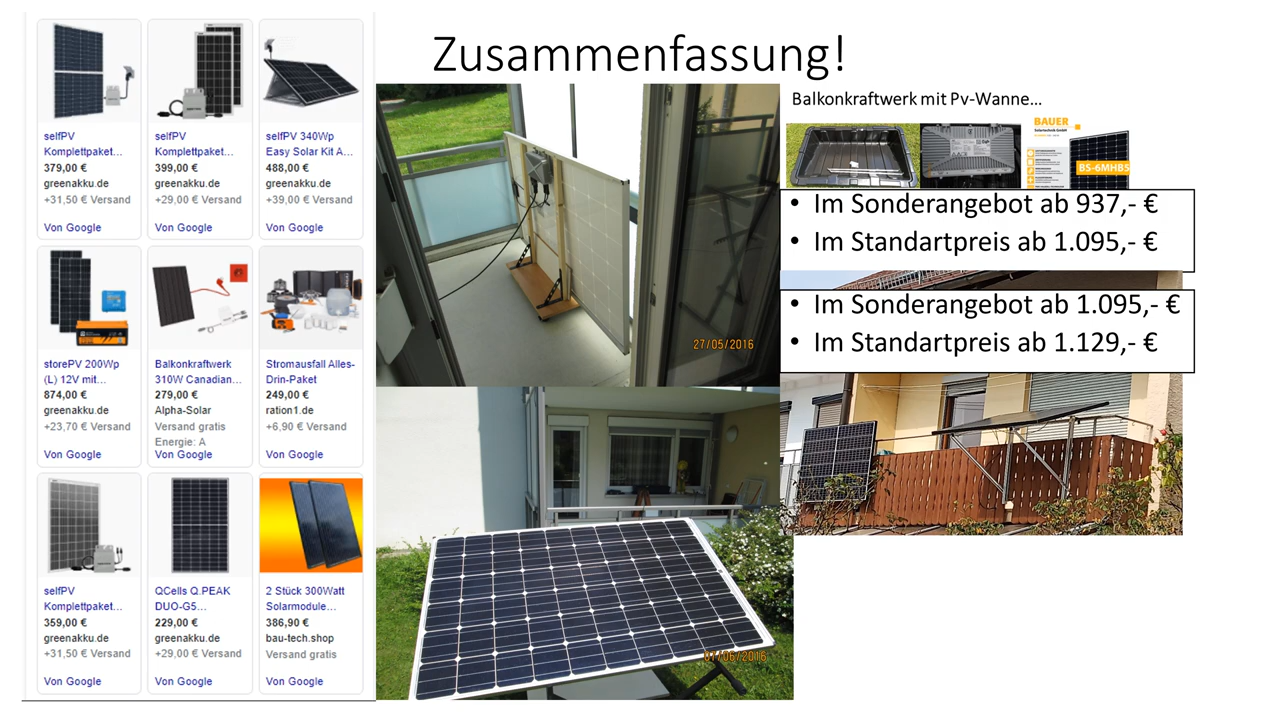 Zusammenfassung!
selfPV
Komplettpaket...
379,00 €
greenakku.de
+31,50 € Versand
Von Google
selfPV
Komplettpaket...
399,00 €
greenakku.de
+29,00 € Versand
Von Google
selfPV 340Wp
Easy Solar Kit A...
488,00 €
greenakku.de
+39,00 € Versand
Von Google
storePV 200Wp
(L) 12V mit...
874,00 €
greenakku.de
+23,70 € Versand
Von Google
Balkonkraftwerk
310W Canadian...
279,00 €
Alpha-Solar
Versand gratis
Energie: A
Von Google
Stromausfall Alles-
Drin-Paket
249,00 €
ration1.de
+6,90 € Versand
Von Google
selfPV
Komplettpaket...
359,00 €
greenakku.de
+31,50 € Versand
Von Google
QCells Q.PEAK
DUO-G5...
229,00 €
greenakku.de
+29,00 € Versand
Von Google
2 Stück 300Watt
Solarmodule...
386,90 €
bau-tech.shop
Versand gratis
Von Google
27/05/2016
07/06/2016
Balkonkraftwerk mit Pv-Wanne...
BAUER
Solartechnik GmbH
BS-6MHB5
• Im Sonderangebot ab 937,- €
• Im Standartpreis ab 1.095,- €
• Im Sonderangebot ab 1.095,- €
• Im Standartpreis ab 1.129,- €